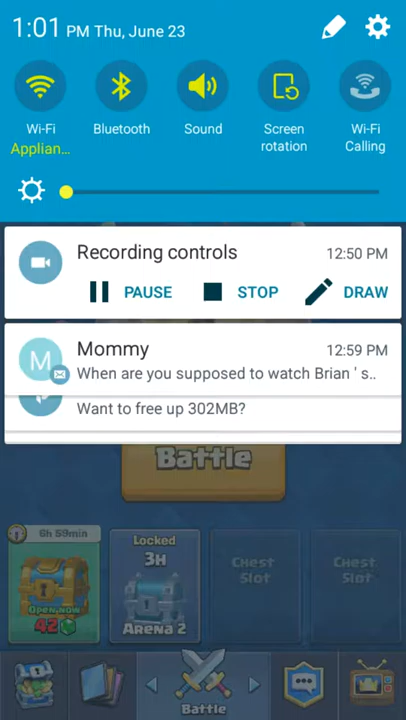 1:01 PM Thu, June 23
Wi-Fi
Bluetooth
Sound
Screen rotation
Wi-Fi Calling
Applian...
Recording controls
12:50 PM
PAUSE
STOP
DRAW
M
Mommy
12:59 PM
When are you supposed to watch Brian ' s..
Want to free up 302MB?
Battle
6h 59min
Open now
42
Locked
3H
Arena 2
Chest
Slot
Chest
Slot
Battle